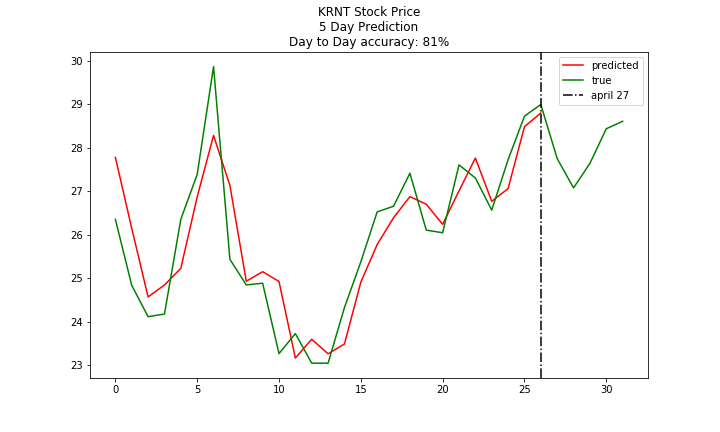 KRNT Stock Price
5 Day Prediction
Day to Day accuracy: 81%
predicted
true
april 27
30
29
28
27
26
25
24
23
0 5 10 15 20 25 30